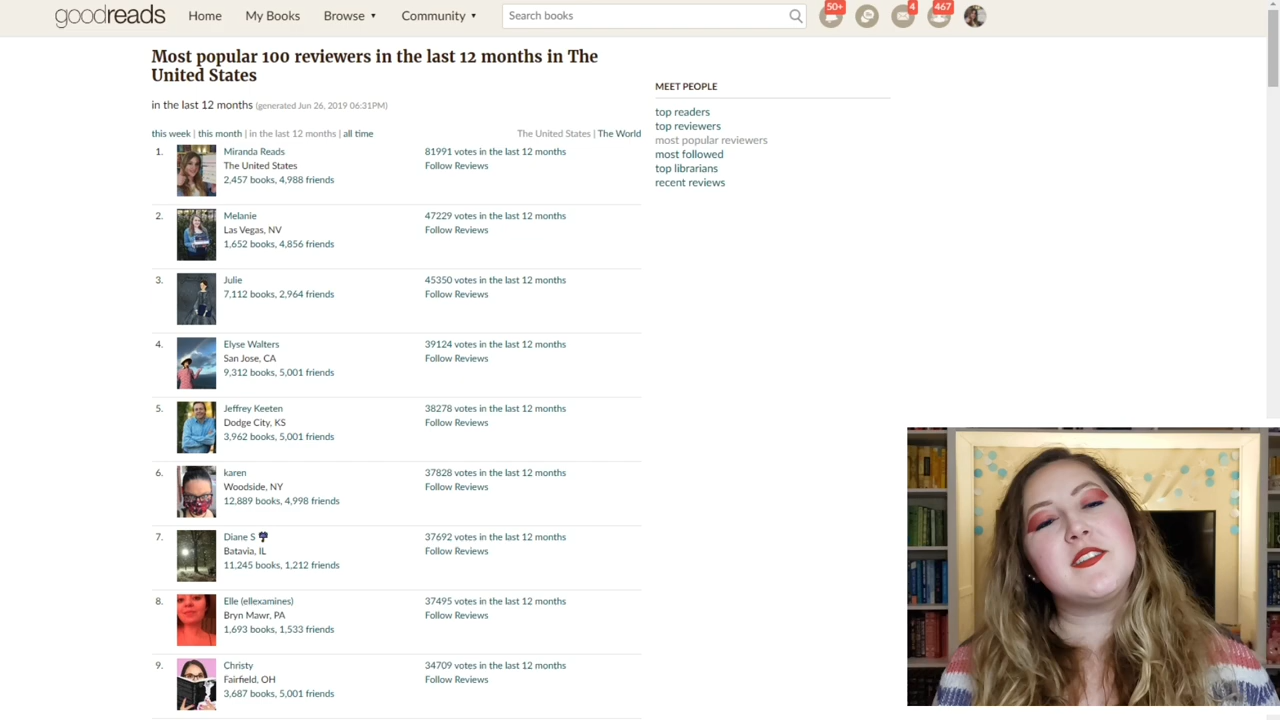 goodreads Home My Books Browse ▾ Community ▾ Search books 50+ 4 467
Most popular 100 reviewers in the last 12 months in The
United States
in the last 12 months (generated Jun 26, 2019 06:31PM)
this week | this month | in the last 12 months | all time The United States | The World
1. Miranda Reads 81991 votes in the last 12 months
The United States Follow Reviews
2,457 books, 4,988 friends
2. Melanie 47229 votes in the last 12 months
Las Vegas, NV Follow Reviews
1,652 books, 4,856 friends
3. Julie 45350 votes in the last 12 months
7,112 books, 2,964 friends Follow Reviews
4. Elyse Walters 39124 votes in the last 12 months
San Jose, CA Follow Reviews
9,312 books, 5,001 friends
5. Jeffrey Keeten 38278 votes in the last 12 months
Dodge City, KS Follow Reviews
3,962 books, 5,001 friends
6. karen 37828 votes in the last 12 months
Woodside, NY Follow Reviews
12,889 books, 4,998 friends
7. Diane S 37692 votes in the last 12 months
Batavia, IL Follow Reviews
11,245 books, 1,212 friends
8. Elle (ellexamines) 37495 votes in the last 12 months
Bryn Mawr, PA Follow Reviews
1,693 books, 1,533 friends
9. Christy 34709 votes in the last 12 months
Fairfield, OH Follow Reviews
3,687 books, 5,001 friends
MEET PEOPLE
top readers
top reviewers
most popular reviewers
most followed
top librarians
recent reviews